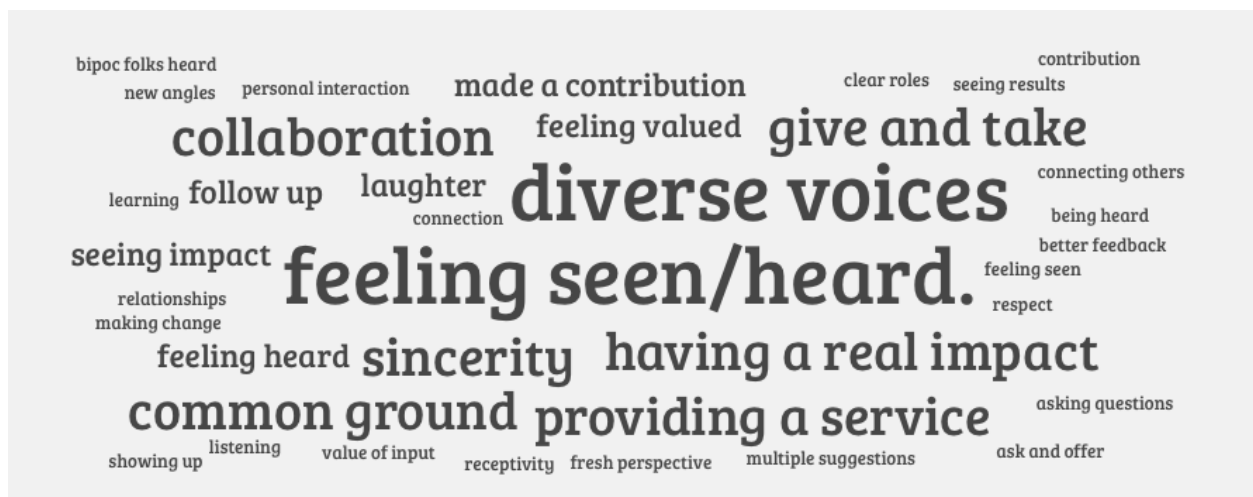 bipoc folks heard
new angles
personal interaction
made a contribution
clear roles
contribution
seeing results
collaboration
feeling valued
give and take
learning
follow up
laughter
connection
diverse voices
connecting others
being heard
better feedback
seeing impact
feeling seen/heard.
feeling seen
respect
relationships
making change
feeling heard
sincerity
having a real impact
common ground
providing a service
asking questions
showing up
listening
value of input
receptivity
fresh perspective
multiple suggestions
ask and offer